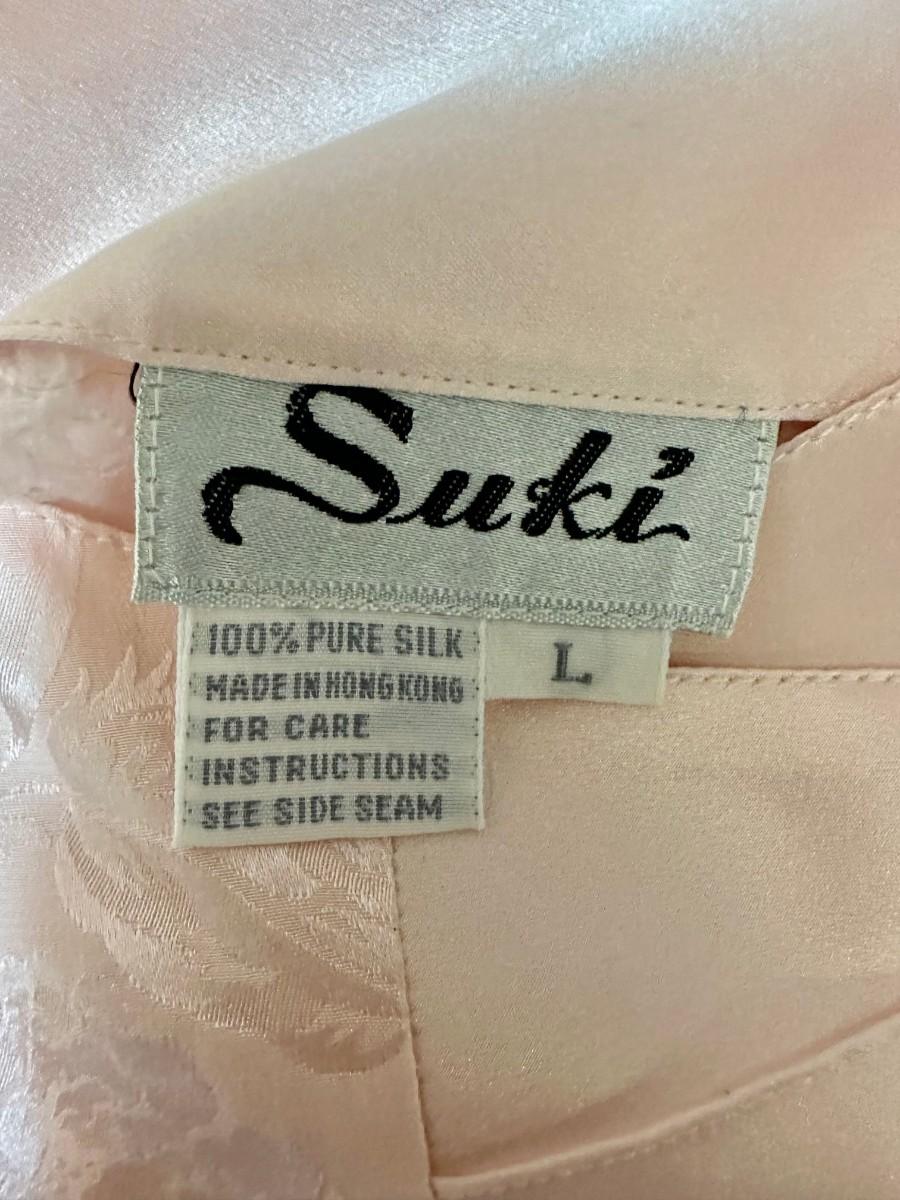 Suki
100% PURE SILK
MADE IN HONG KONG
FOR CARE
INSTRUCTIONS
SEE SIDE SEAM
L